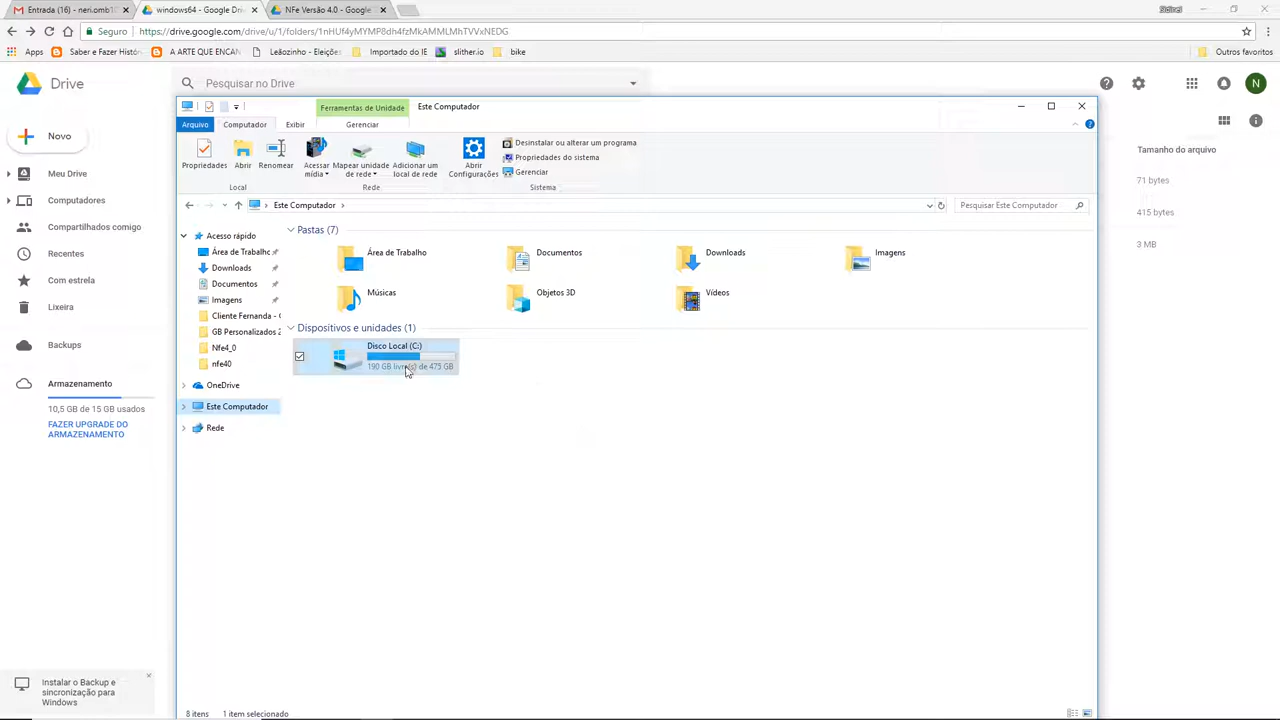 Entrada (16) - neri.omb1
windows64 - Google Dri
NFe Versão 4.0 - Google
Seguro
https://drive.google.com/drive/u/1/folders/1nHUf4yMYMP8dh4fzMkAMMLMhTVVxNEDG
Apps
Saber e Fazer Histór
A ARTE QUE ENCAN
Leãozinho - Eleições
Importado do IE
slither.io
bike
Outros favoritos
Drive
Pesquisar no Drive
N
Novo
Meu Drive
Computadores
Compartilhados comigo
Recentes
Com estrela
Lixeira
Backups
Armazenamento
10,5 GB de 15 GB usados
FAZER UPGRADE DO
ARMAZENAMENTO
Instalar o Backup e
sincronização para
Windows
Tamanho do arquivo
71 bytes
415 bytes
3 MB
Ferramentas de Unidade
Este Computador
Arquivo
Computador
Exibir
Gerenciar
Propriedades
Abrir
Renomear
Acessar
mídia
Mapear unidade
de rede
Adicionar um
local de rede
Abrir
Configurações
Desinstalar ou alterar um programa
Propriedades do sistema
Gerenciar
Local
Rede
Sistema
Este Computador
Pesquisar Este Computador
Acesso rápido
Área de Trabalho
Downloads
Documentos
Imagens
Cliente Fernanda - C
GB Personalizados 2
Nfe4_0
nfe40
OneDrive
Este Computador
Rede
Pastas (7)
Área de Trabalho
Documentos
Downloads
Imagens
Músicas
Objetos 3D
Vídeos
Dispositivos e unidades (1)
Disco Local (C:)
190 GB livre(s) de 475 GB
8 itens
1 item selecionado